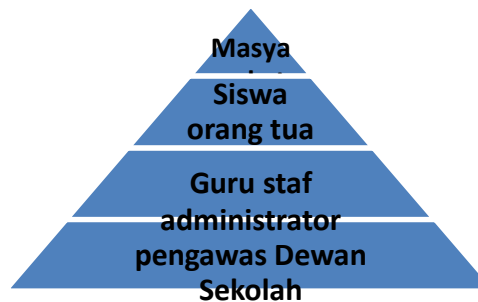 Masya
Siswa
orang tua
Guru staf
administrator
pengawas Dewan
Sekolah